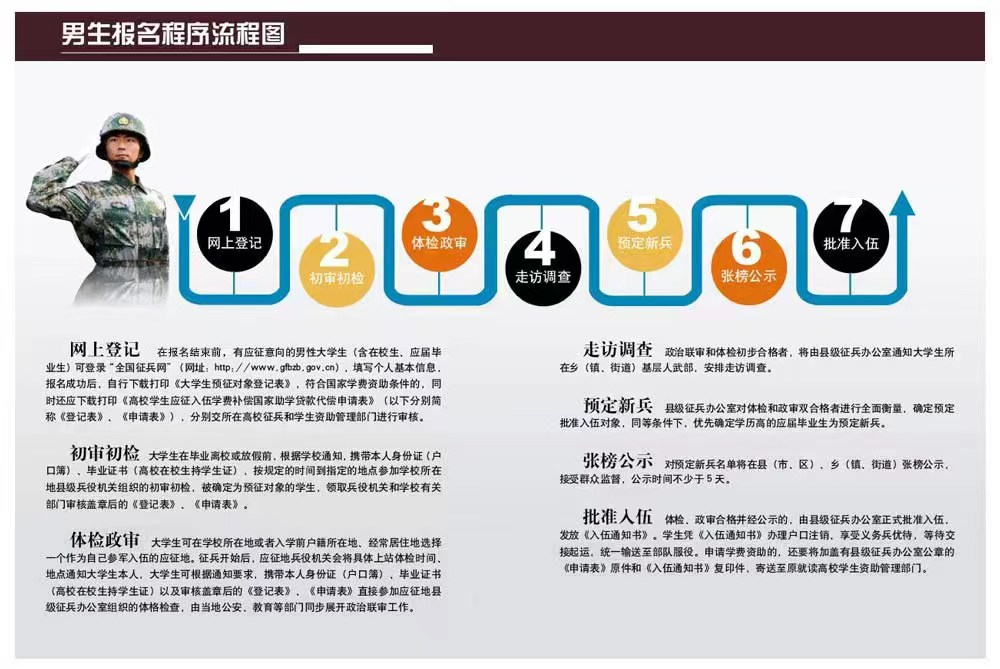 男生报名程序流程图
1
网上登记
2
初审初检
3
体检政审
4
走访调查
5
预定新兵
6
张榜公示
7
批准入伍
网上登记 在报名结束前，有应征意向的男性大学生（含在校生、应届毕
业生）可登录“全国征兵网”（网址：http://www.gfbzb.gov.cn），填写个人基本信息，
报名成功后，自行下载打印《大学生预征对象登记表》，符合国家学费资助条件的，同
时还应下载打印《高校学生应征入伍学费补偿国家助学贷款代偿申请表》（以下分别简
称《登记表》、《申请表》），分别交所在高校征兵和学生资助管理部门进行审核。
初审初检 大学生在毕业离校或放假前，根据学校通知，携带本人身份证（户
口簿）、毕业证书（高校在校生持学生证），按规定的时间到指定的地点参加学校所在
地县级兵役机关组织的初审初检，被确定为预征对象的学生，领取兵役机关和学校有关
部门审核盖章后的《登记表》、《申请表》。
体检政审 大学生可在学校所在地或者入学前户籍所在地、经常居住地选择
一个作为自己参军入伍的应征地。征兵开始后，应征地兵役机关会将具体上站体检时间、
地点通知大学生本人，大学生可根据通知要求，携带本人身份证（户口簿）、毕业证书
（高校在校生持学生证）以及审核盖章后的《登记表》、《申请表》直接参加应征地县
级征兵办公室组织的体格检查，由当地公安、教育等部门同步展开政治联审工作。
走访调查 政治联审和体检初步合格者，将由县级征兵办公室通知大学生所
在乡（镇、街道）基层人武部，安排走访调查。
预定新兵 县级征兵办公室对体检和政审双合格者进行全面衡量，确定预定
批准入伍对象，同等条件下，优先确定学历高的应届毕业生为预定新兵。
张榜公示 对预定新兵名单将在县（市、区）、乡（镇、街道）张榜公示，
接受群众监督，公示时间不少于5天。
批准入伍 体检、政审合格并经公示的，由县级征兵办公室正式批准入伍，
发放《入伍通知书》。学生凭《入伍通知书》办理户口注销、享受义务兵优待，等待交
接起运，统一输送至部队服役。申请学费资助的，还要将加盖有县级征兵办公室公章的
《申请表》原件和《入伍通知书》复印件，寄送至原就读高校学生资助管理部门。